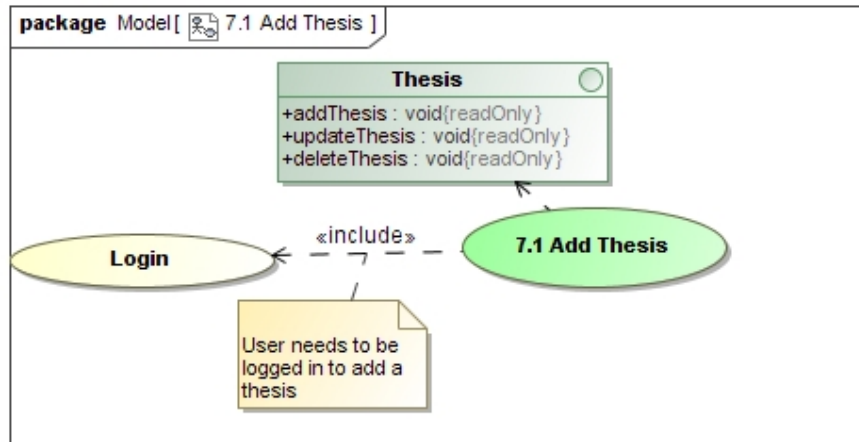 package Model [ 7.1 Add Thesis ]
Thesis
+addThesis : void{readOnly}
+updateThesis : void{readOnly}
+deleteThesis : void{readOnly}
«include»
Login
7.1 Add Thesis
User needs to be
logged in to add a
thesis